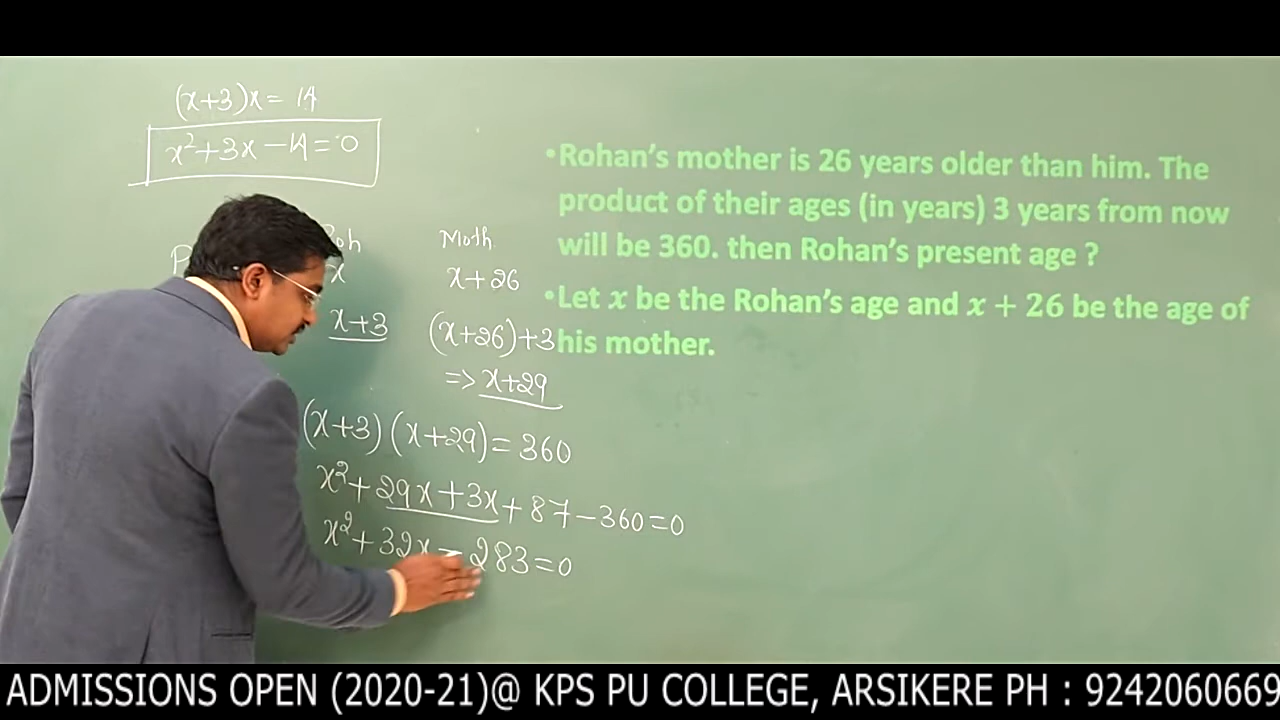 (x+3)x = 14
x²+3x-14=0
Moth
x
x+26
x+3
(x+26)+3
=> x+29
(x+3)(x+29)=360
x²+29x+3x+87-360=0
x²+32x-283=0
•Rohan's mother is 26 years older than him. The
product of their ages (in years) 3 years from now
will be 360. then Rohan's present age ?
•Let x be the Rohan's age and x + 26 be the age of
his mother.
ADMISSIONS OPEN (2020-21)@ KPS PU COLLEGE, ARSIKERE PH : 9242060669